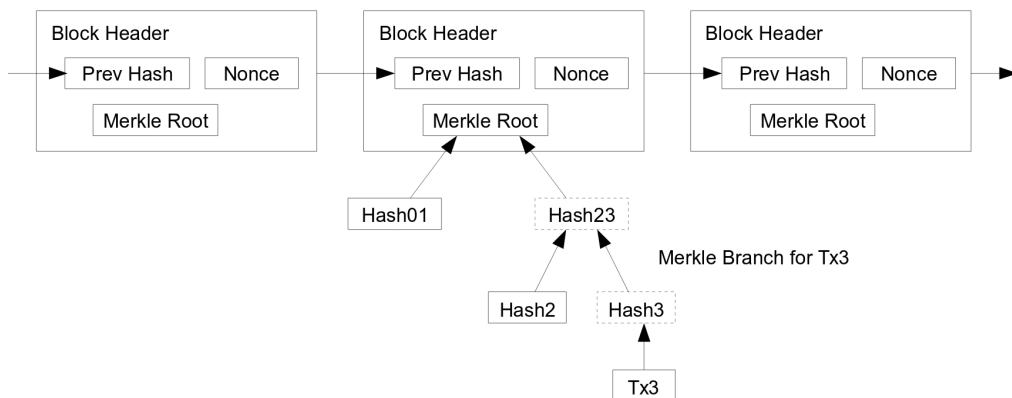 Block Header Block Header Block Header
Prev Hash Nonce Prev Hash Nonce Prev Hash Nonce
Merkle Root Merkle Root Merkle Root
Hash01 Hash23
Merkle Branch for Tx3
Hash2 Hash3
Tx3